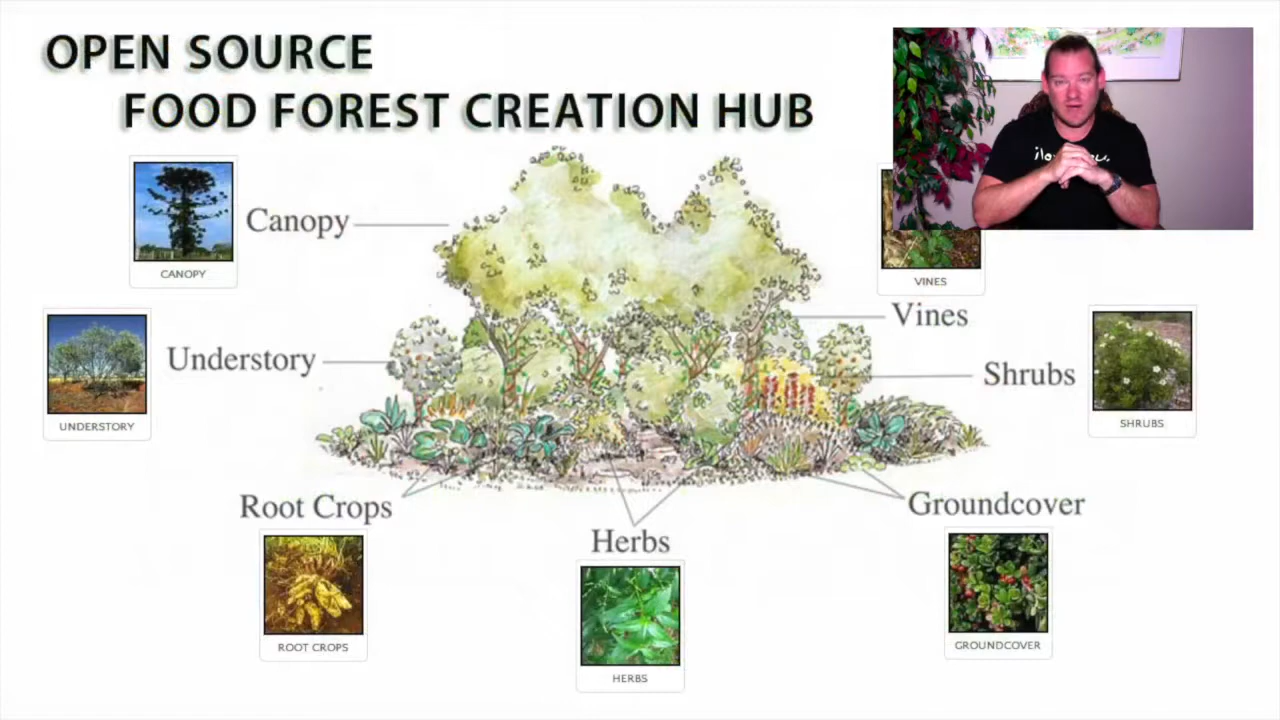 OPEN SOURCE
FOOD FOREST CREATION HUB
CANOPY
Canopy
VINES
Vines
UNDERSTORY
Understory
Shrubs
SHRUBS
Root Crops
Herbs
Groundcover
ROOT CROPS
HERBS
GROUNDCOVER